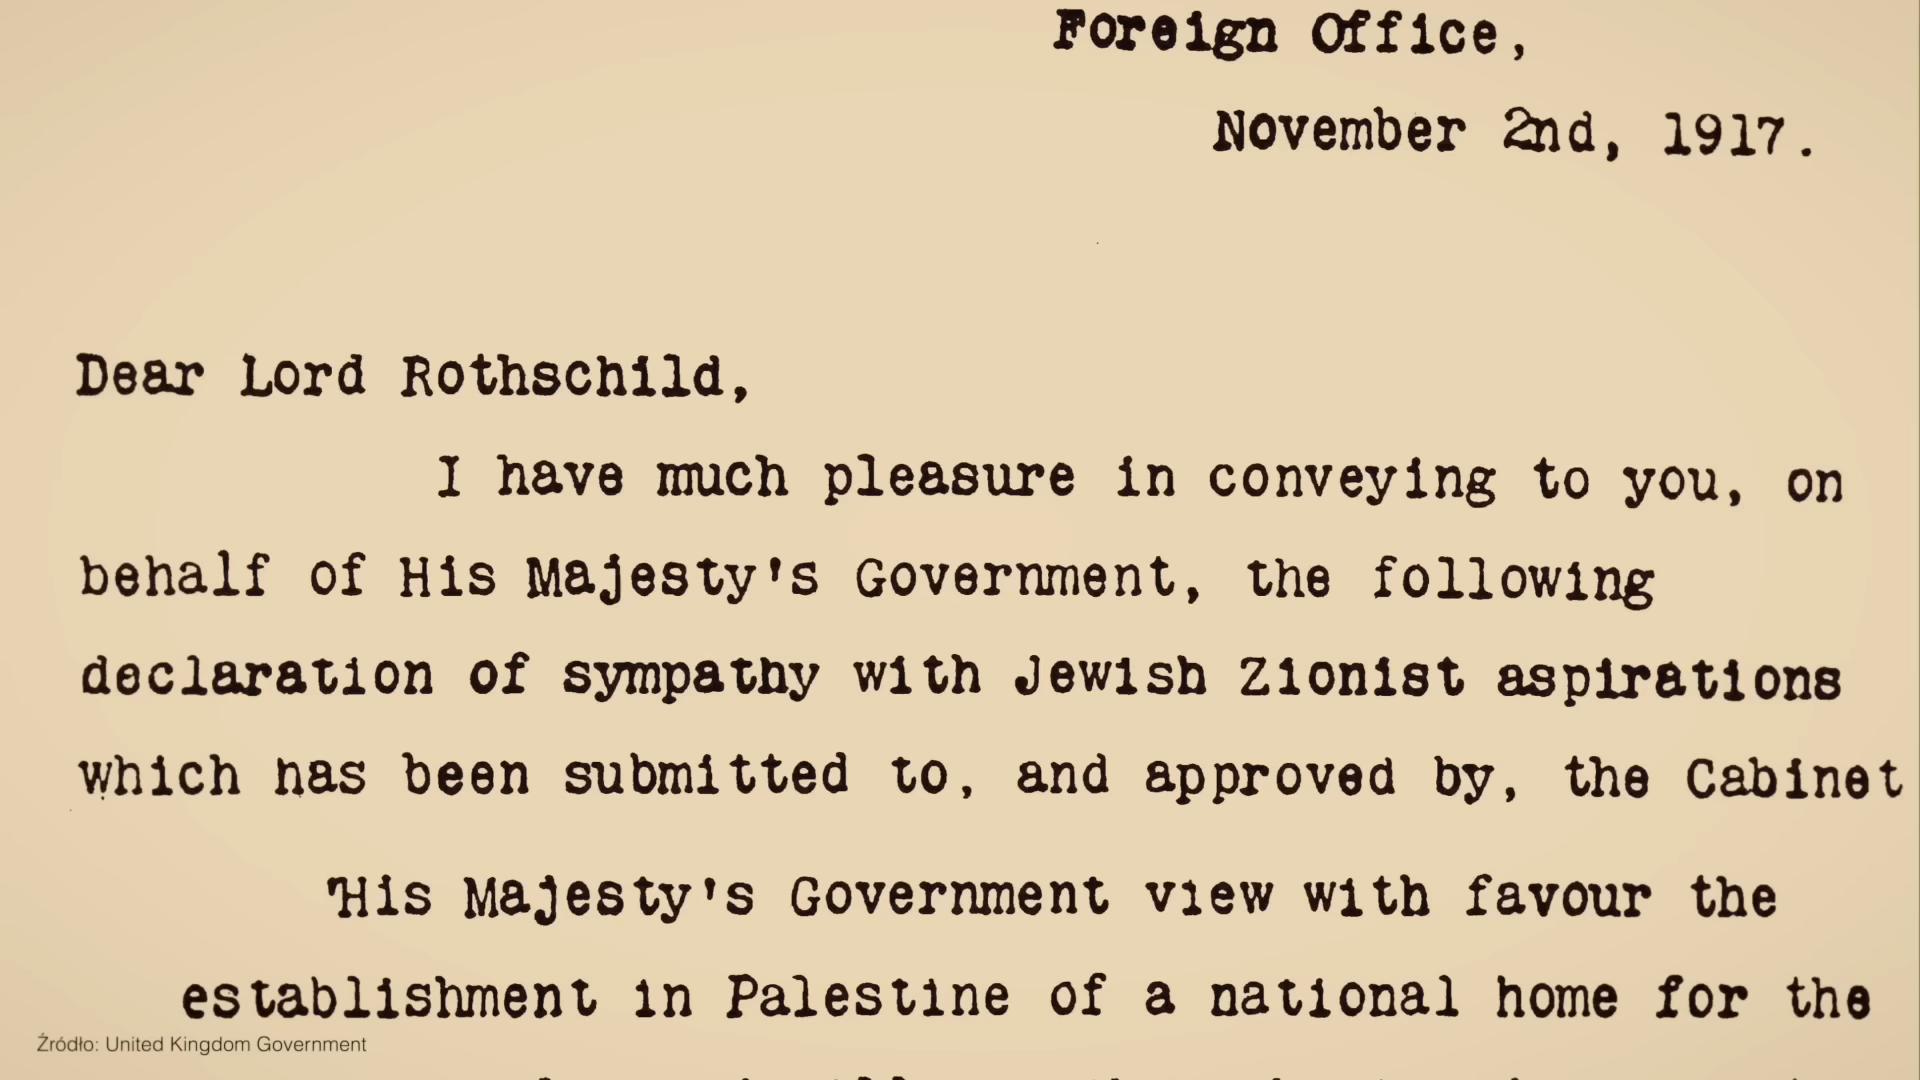 Foreign Office,
November 2nd, 1917.
Dear Lord Rothschild,
I have much pleasure in conveying to you, on
behalf of His Majesty's Government, the following
declaration of sympathy with Jewish Zionist aspirations
which has been submitted to, and approved by, the Cabinet
"His Majesty's Government view with favour the
establishment in Palestine of a national home for the
Źródło: United Kingdom Government